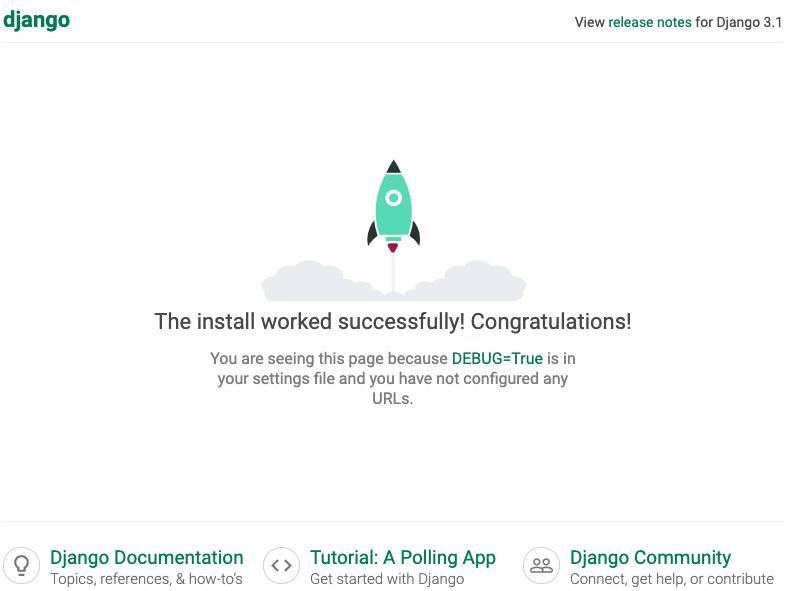 django
View release notes for Django 3.1
The install worked successfully! Congratulations!
You are seeing this page because DEBUG=True is in
your settings file and you have not configured any
URLs.
Django Documentation
Topics, references, & how-to's
Tutorial: A Polling App
Get started with Django
Django Community
Connect, get help, or contribute